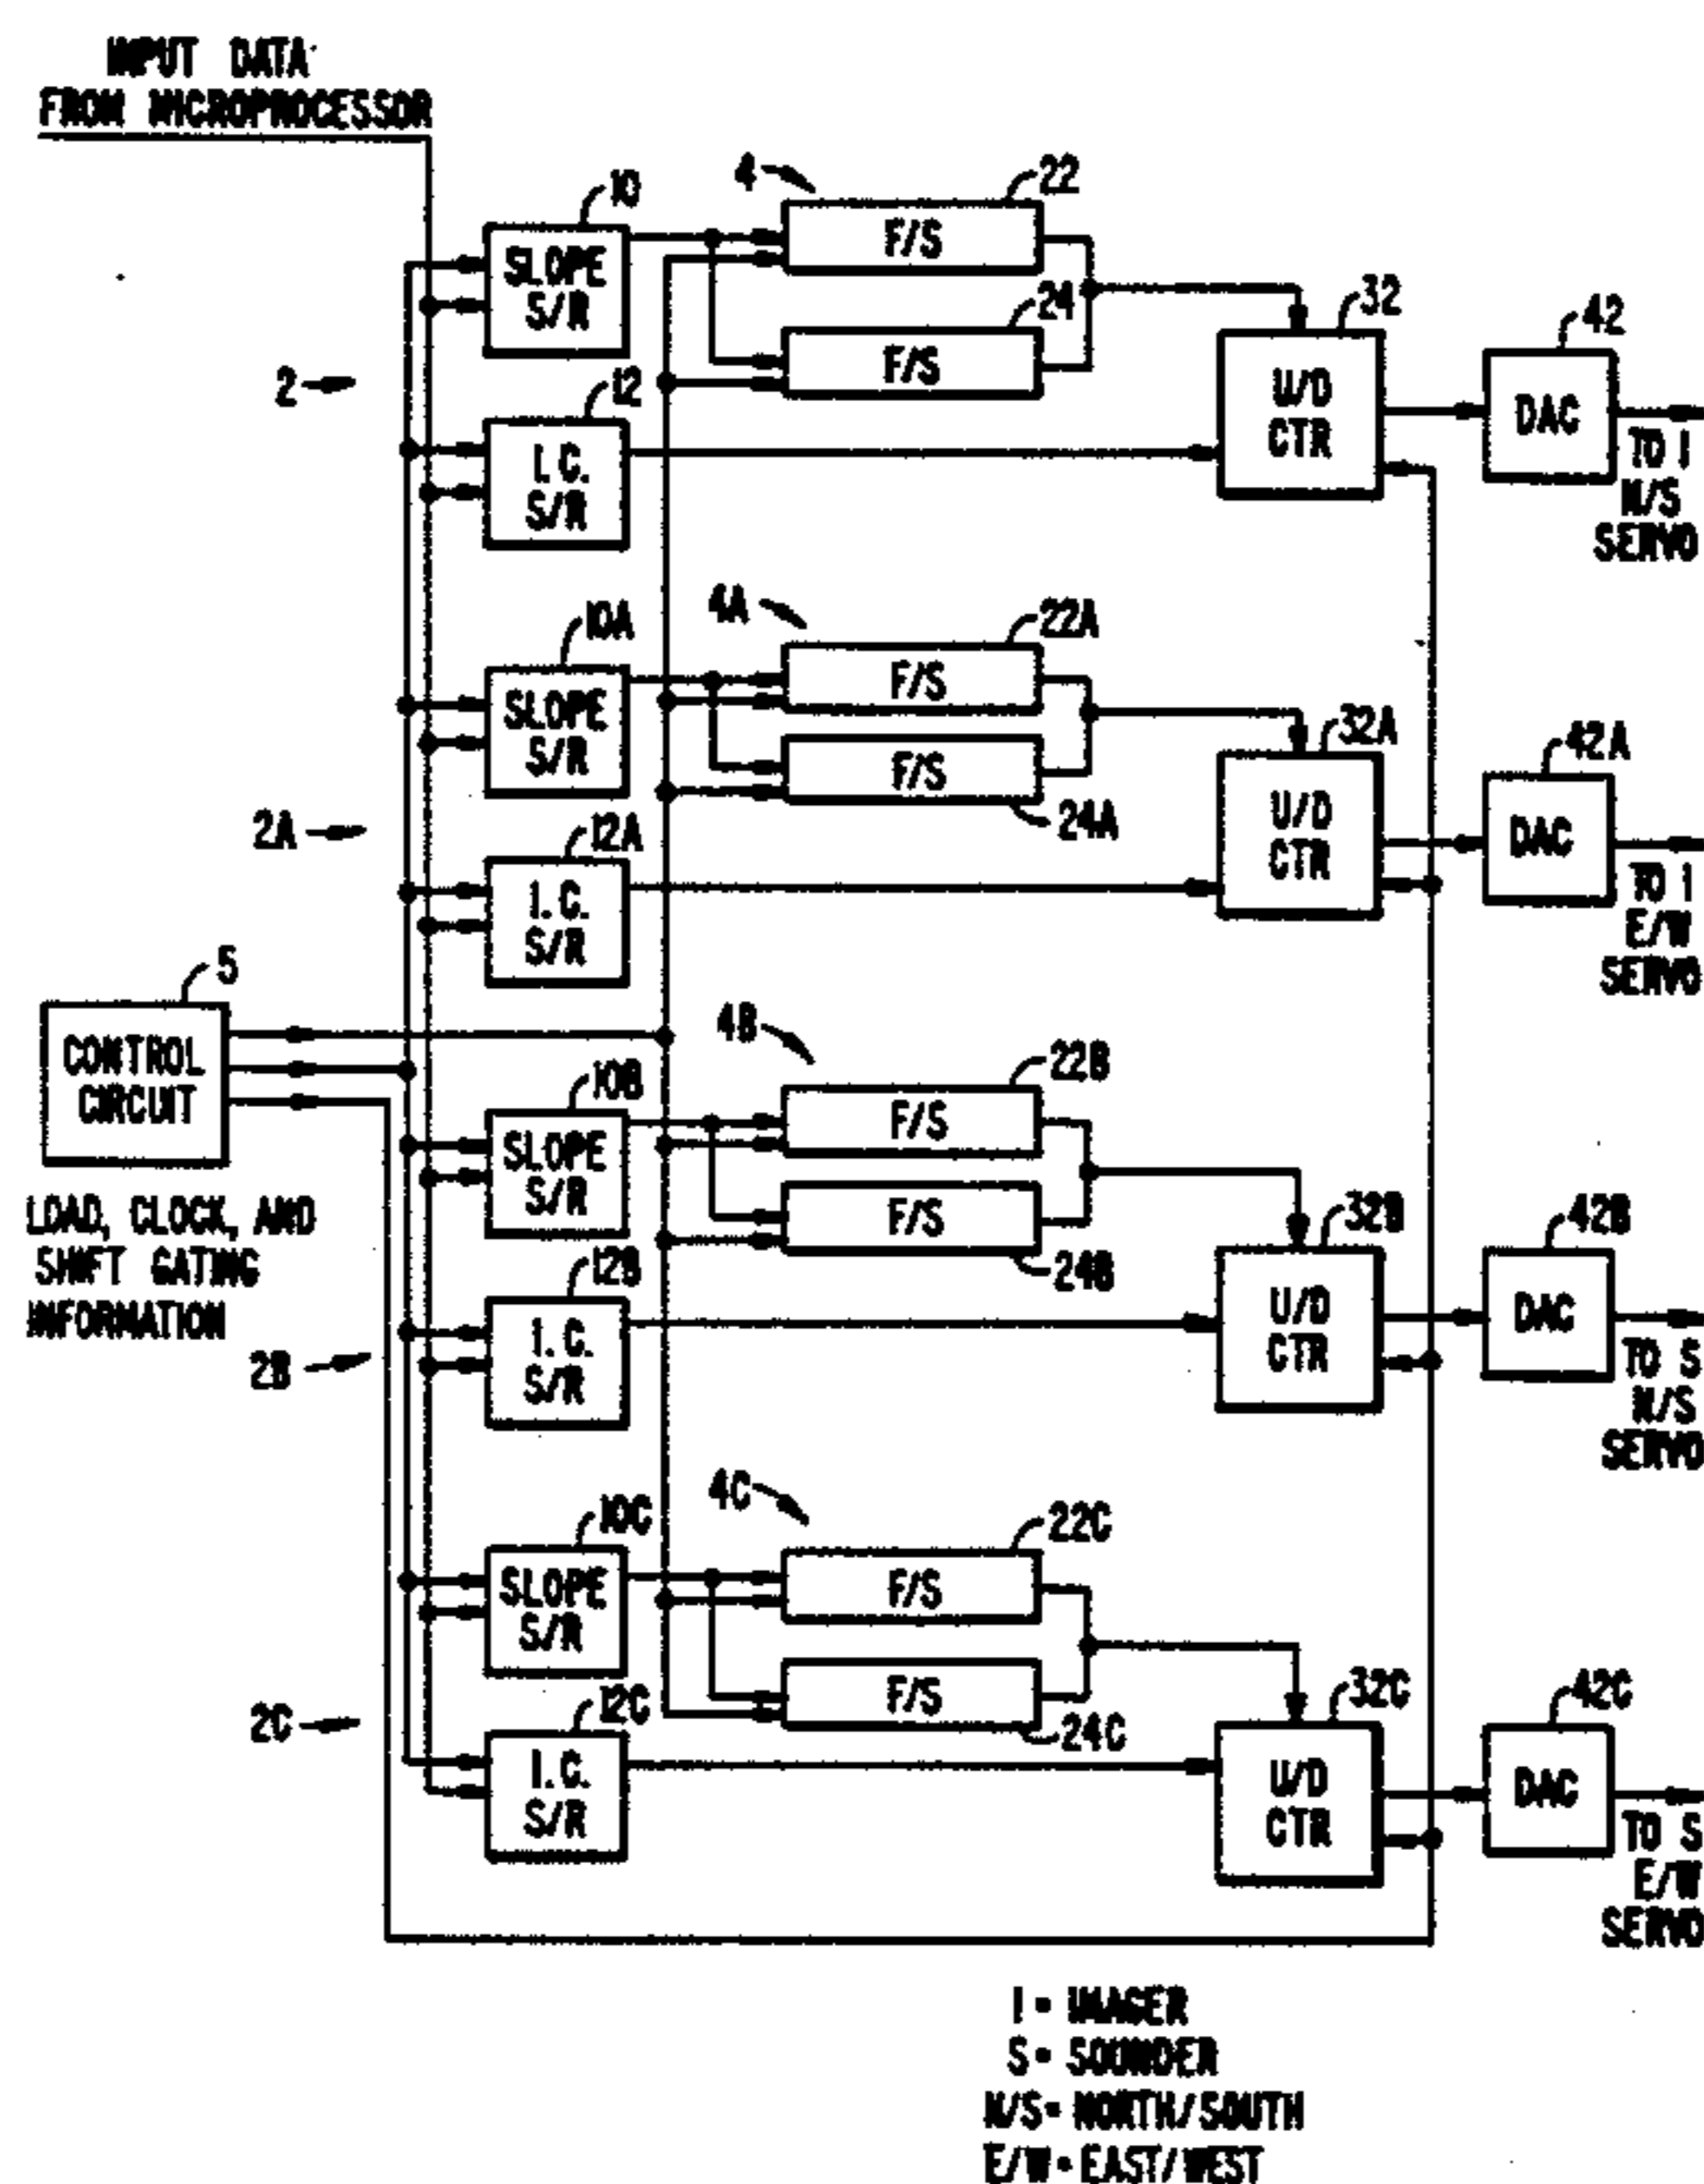 INPUT DATA
FROM MICROPROCESSOR
4
22
10
F/S
SLOPE
S/R
24
32
F/S
42
2
12
U/D
CTR
DAC
I.C.
S/R
TO I
N/S
SERVO
4A
22A
10A
F/S
SLOPE
S/R
32A
42A
F/S
24A
2A
12A
U/D
CTR
DAC
I.C.
S/R
TO I
E/W
SERVO
5
CONTROL
CIRCUIT
4B
22B
10B
F/S
SLOPE
S/R
LOAD, CLOCK, AND
SHIFT GATING
INFORMATION
F/S
24B
32B
42B
12B
2B
I.C.
S/R
U/D
CTR
DAC
TO S
N/S
SERVO
4C
22C
10C
F/S
SLOPE
S/R
F/S
24C
32C
42C
2C
12C
I.C.
S/R
U/D
CTR
DAC
TO S
E/W
SERVO
I = IMAGER
S = SOUNDER
N/S = NORTH/SOUTH
E/W = EAST/WEST